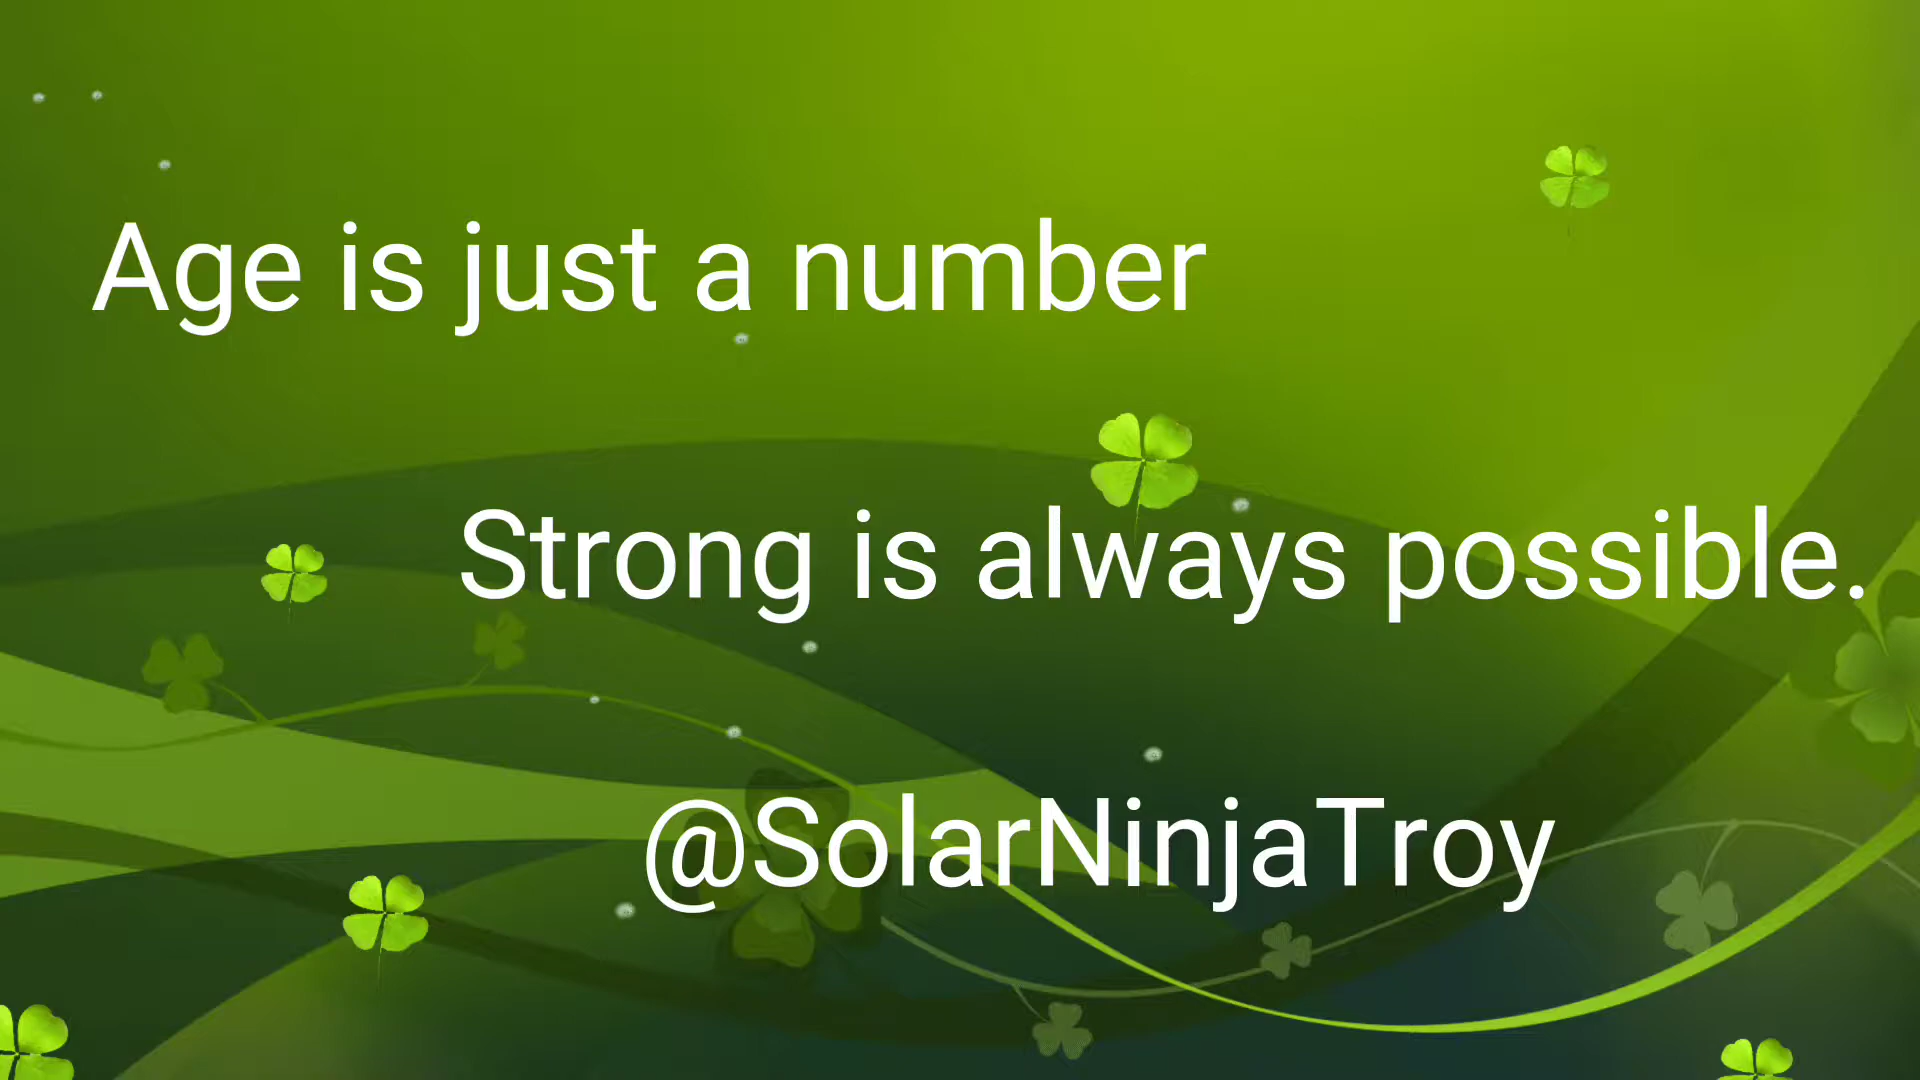 Age is just a number
Strong is always possible.
@SolarNinjaTroy